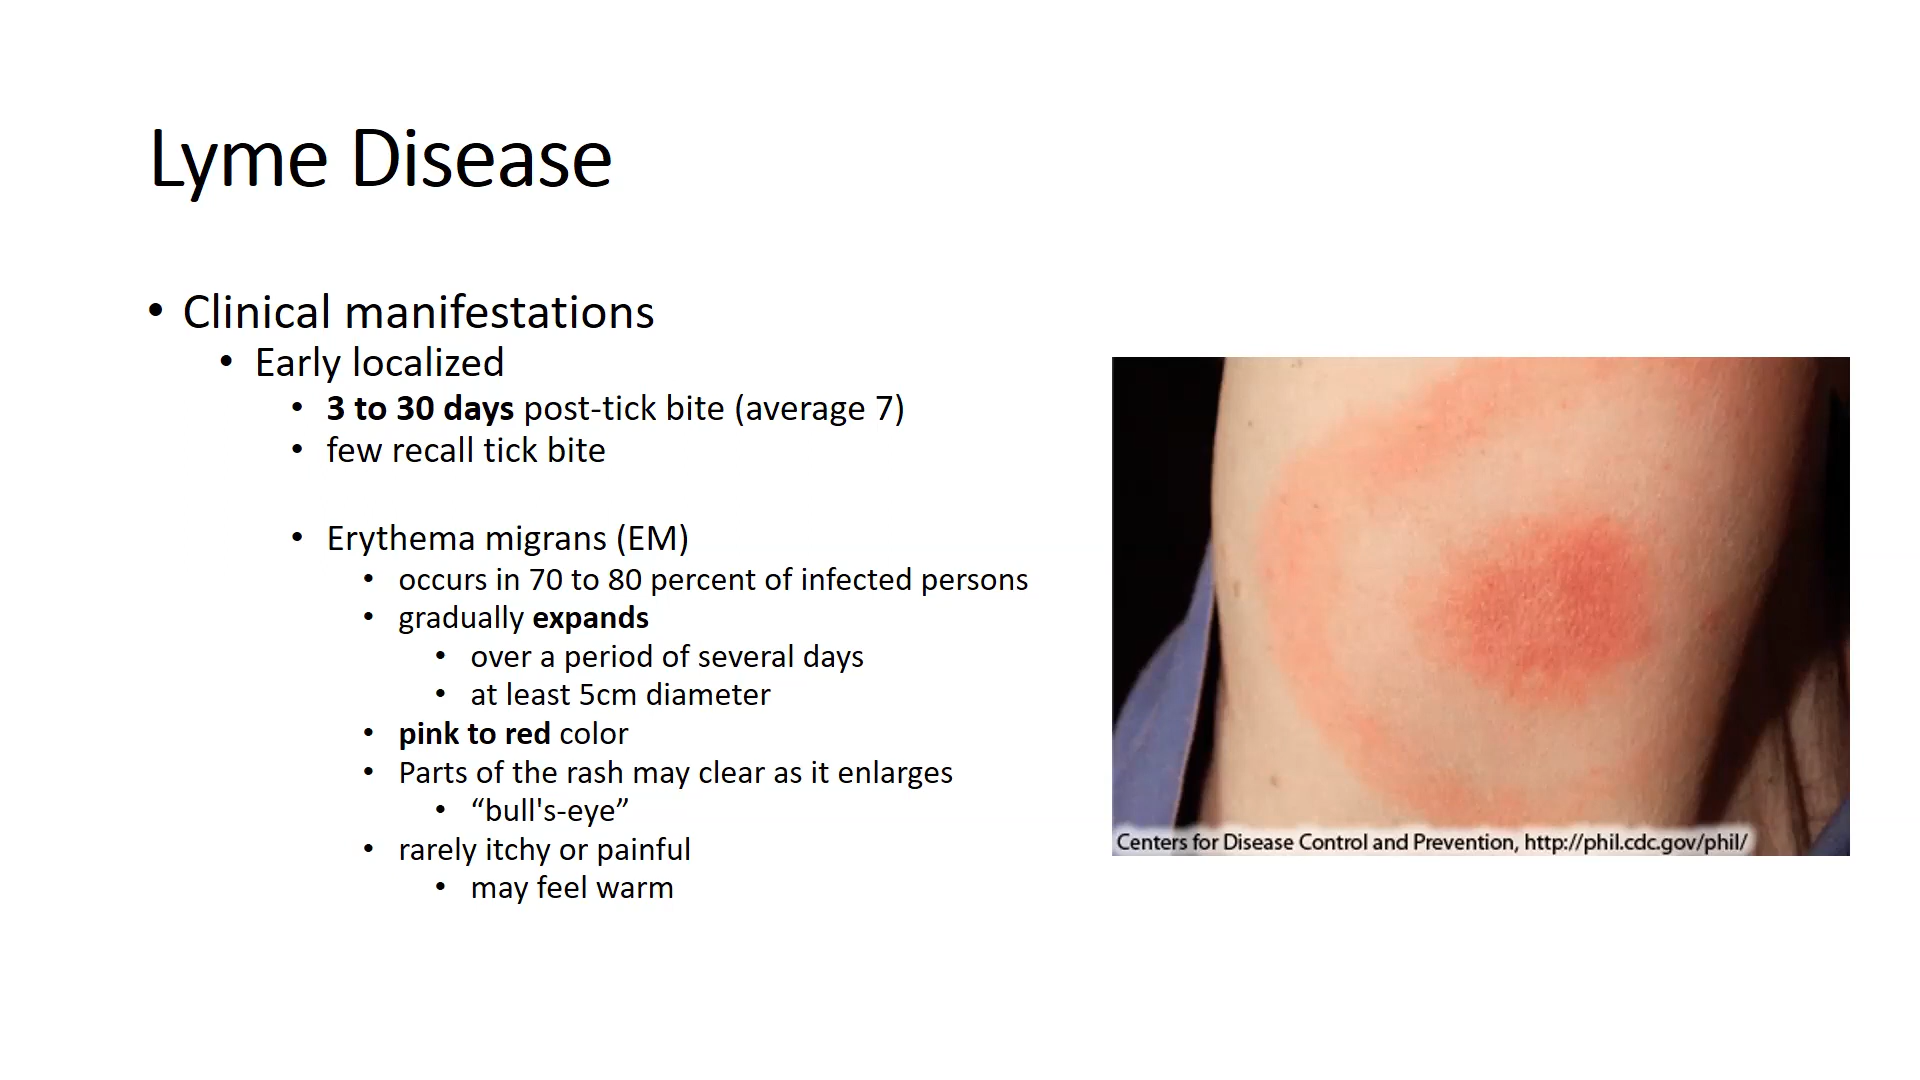 Lyme Disease
• Clinical manifestations
• Early localized
• 3 to 30 days post-tick bite (average 7)
• few recall tick bite
• Erythema migrans (EM)
• occurs in 70 to 80 percent of infected persons
• gradually expands
• over a period of several days
• at least 5cm diameter
• pink to red color
• Parts of the rash may clear as it enlarges
• “bull's-eye”
• rarely itchy or painful
• may feel warm
Centers for Disease Control and Prevention, http://phil.cdc.gov/phil/